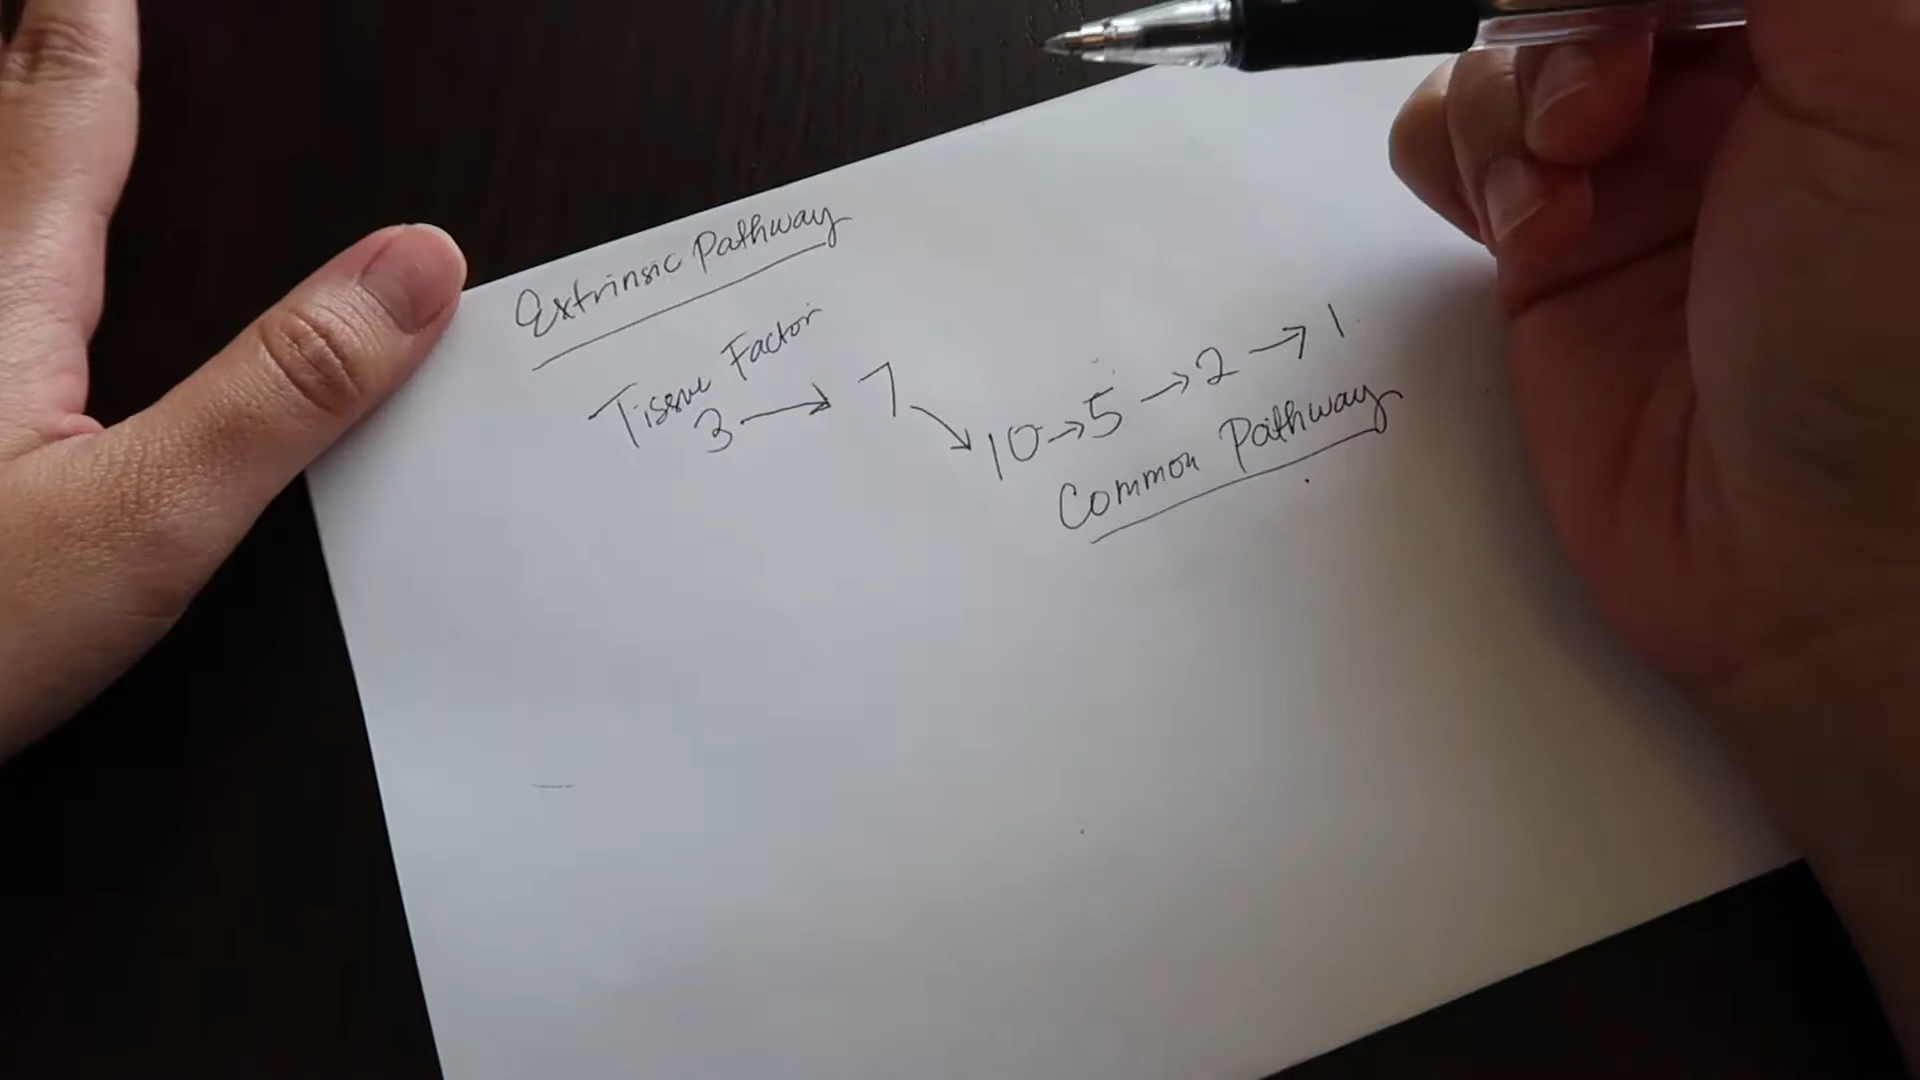 Extrinsic Pathway
Tissue Factor
3 → 7
10 → 5 → 2 → 1
Common Pathway